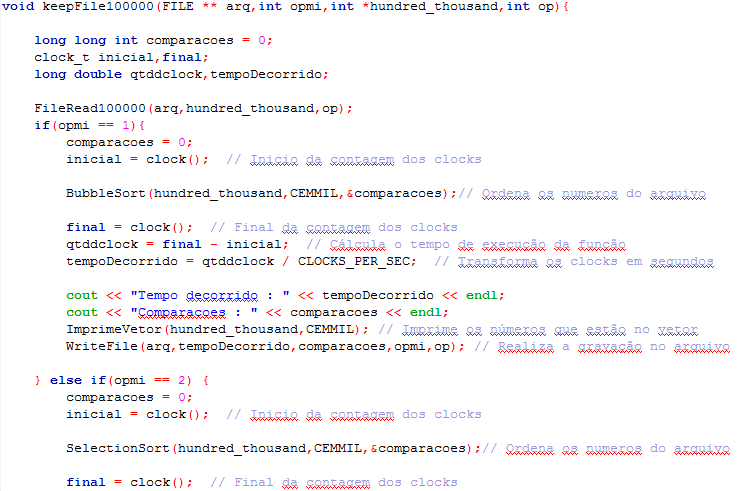 void keepFile100000(FILE ** arq,int opmi,int *hundred_thousand,int op){
long long int comparacoes = 0;
clock_t inicial,final;
long double qtddclock,tempoDecorrido;
FileRead100000(arq,hundred_thousand,op);
if(opmi == 1){
comparacoes = 0;
inicial = clock();  // Inicio da contagem dos clocks
BubbleSort(hundred_thousand,CEMMIL,&comparacoes);// Ordena os numeros do arquivo
final = clock();  // Final da contagem dos clocks
qtddclock = final - inicial;  // Cálcula o tempo de execução da função
tempoDecorrido = qtddclock / CLOCKS_PER_SEC;  // Transforma os clocks em segundos
cout << "Tempo decorrido : " << tempoDecorrido << endl;
cout << "Comparacoes : " << comparacoes << endl;
ImprimeVetor(hundred_thousand,CEMMIL); // Imprime os números que estão no vetor
WriteFile(arq,tempoDecorrido,comparacoes,opmi,op); // Realiza a gravação no arquivo
} else if(opmi == 2) {
comparacoes = 0;
inicial = clock();  // Inicio da contagem dos clocks
SelectionSort(hundred_thousand,CEMMIL,&comparacoes);// Ordena os numeros do arquivo
final = clock();  // Final da contagem dos clocks